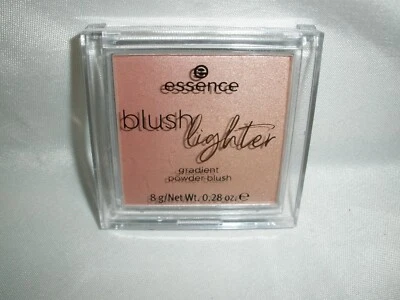 essence
blush
lighter
gradient
powder blush
8 g/Net Wt. 0.28 oz. ℮